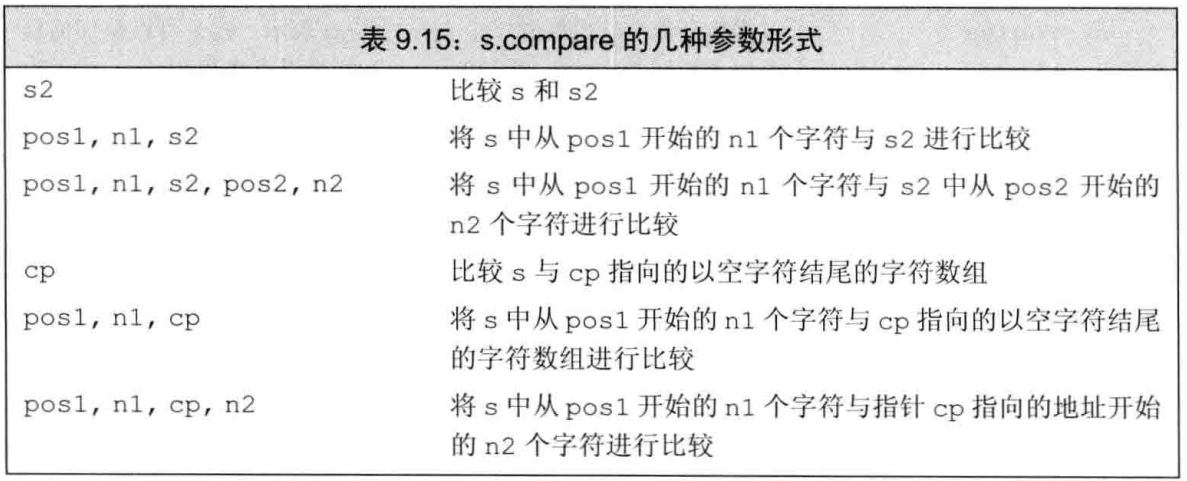 表 9.15：s.compare 的几种参数形式
s2 比较 s 和 s2
pos1, n1, s2 将 s 中从 pos1 开始的 n1 个字符与 s2 进行比较
pos1, n1, s2, pos2, n2 将 s 中从 pos1 开始的 n1 个字符与 s2 中从 pos2 开始的
n2 个字符进行比较
cp 比较 s 与 cp 指向的以空字符结尾的字符数组
pos1, n1, cp 将 s 中从 pos1 开始的 n1 个字符与 cp 指向的以空字符结尾
的字符数组进行比较
pos1, n1, cp, n2 将 s 中从 pos1 开始的 n1 个字符与指针 cp 指向的地址开始
的 n2 个字符进行比较